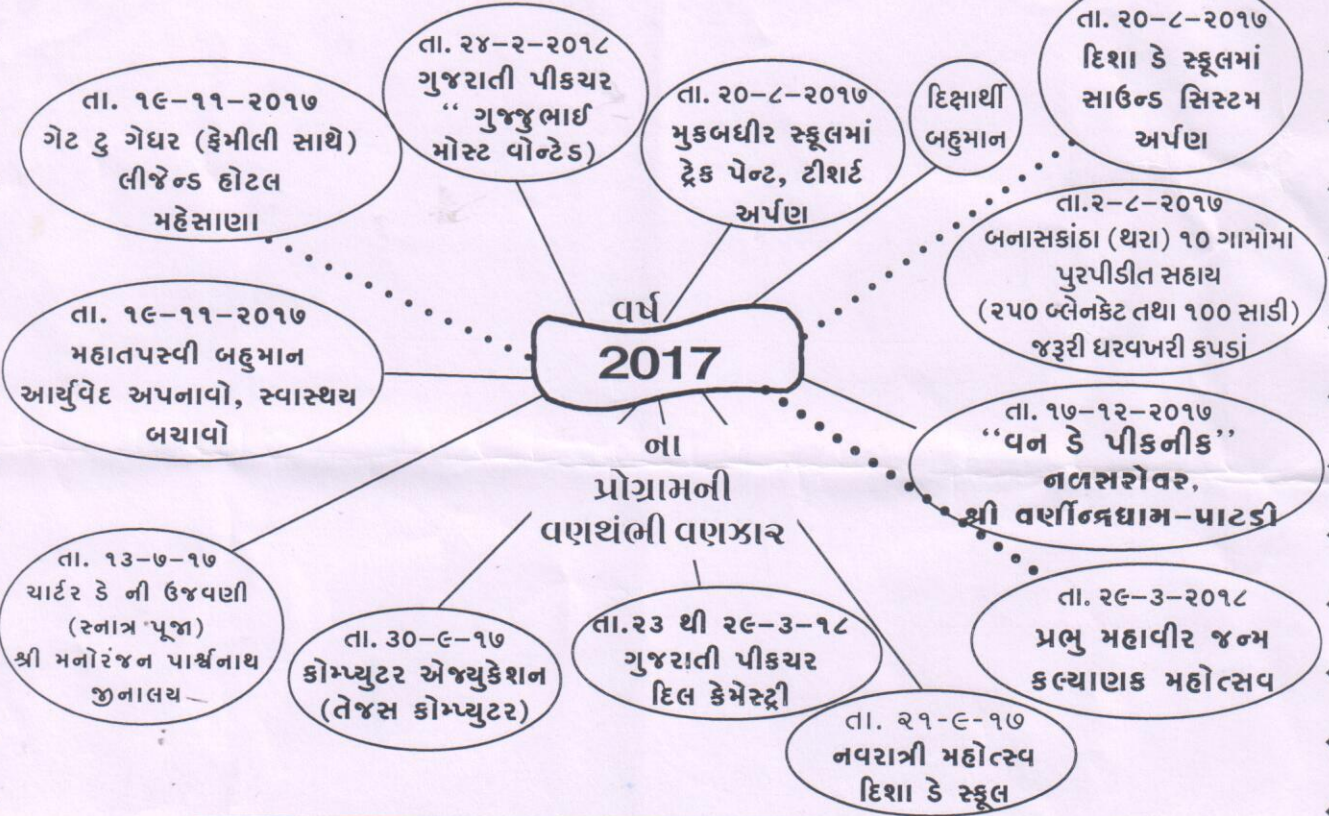 તા. ૨૪-૨-૨૦૧૮
ગુજરાતી પીકચર
“ ગુજ્જુભાઈ
મોસ્ટ વોન્ટેડ)
તા. ૨૦-૮-૨૦૧૭
દિશા ડે સ્કૂલમાં
સાઉન્ડ સિસ્ટમ
અર્પણ
તા. ૧૯-૧૧-૨૦૧૭
ગેટ ટુ ગેધર (ફેમીલી સાથે)
લીજેન્ડ હોટલ
મહેસાણા
તા. ૨૦-૮-૨૦૧૭
મુકબધીર સ્કૂલમાં
ટ્રેક પેન્ટ, ટીશર્ટ
અર્પણ
દિક્ષાર્થી
બહુમાન
તા.૨-૮-૨૦૧૭
બનાસકાંઠા (થરા) ૧૦ ગામોમાં
પુરપીડીત સહાય
(૨૫૦ બ્લેનકેટ તથા ૧૦૦ સાડી)
જરૂરી ઘરવખરી કપડાં
વર્ષ
2017
ના
પ્રોગ્રામની
વણથંભી વણઝાર
તા. ૧૯-૧૧-૨૦૧૭
મહાતપસ્વી બહુમાન
આર્યુવેદ અપનાવો, સ્વાસ્થય
બચાવો
તા. ૧૭-૧૨-૨૦૧૭
“વન ડે પીકનીક”
નળસરોવર,
શ્રી વર્ણીન્દ્રધામ-પાટડી
તા. ૧૩-૭-૧૭
ચાર્ટર ડે ની ઉજવણી
(સ્નાત્ર પૂજા)
શ્રી મનોરંજન પાર્શ્વનાથ
જીનાલય
તા. ૩૦-૯-૧૭
કોમ્પ્યુટર એજ્યુકેશન
(તેજસ કોમ્પ્યુટર)
તા.૨૩ થી ૨૯-૩-૧૮
ગુજરાતી પીકચર
દિલ કેમેસ્ટ્રી
તા. ૨૯-૩-૨૦૧૮
પ્રભુ મહાવીર જન્મ
કલ્યાણક મહોત્સવ
તા. ૨૧-૯-૧૭
નવરાત્રી મહોત્સ્વ
દિશા ડે સ્કૂલ